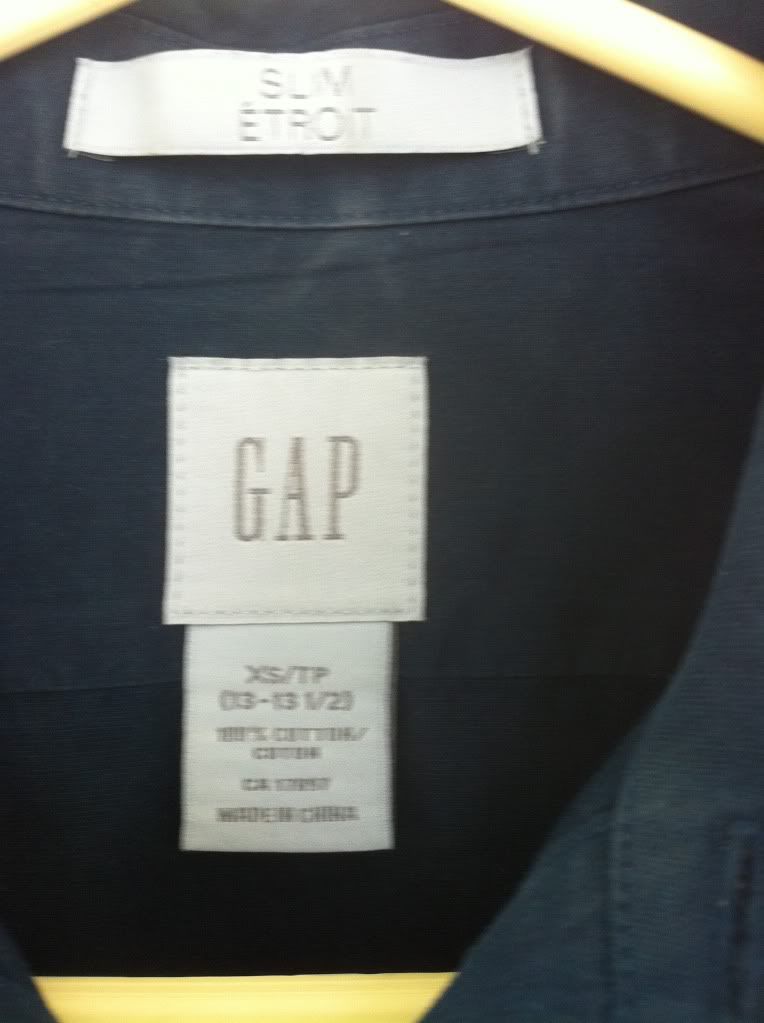 SLIM
ÉTROIT
GAP
XS/TP
(13-13 1/2)
100% COTTON/
COTON
CA 17897
MADE IN CHINA